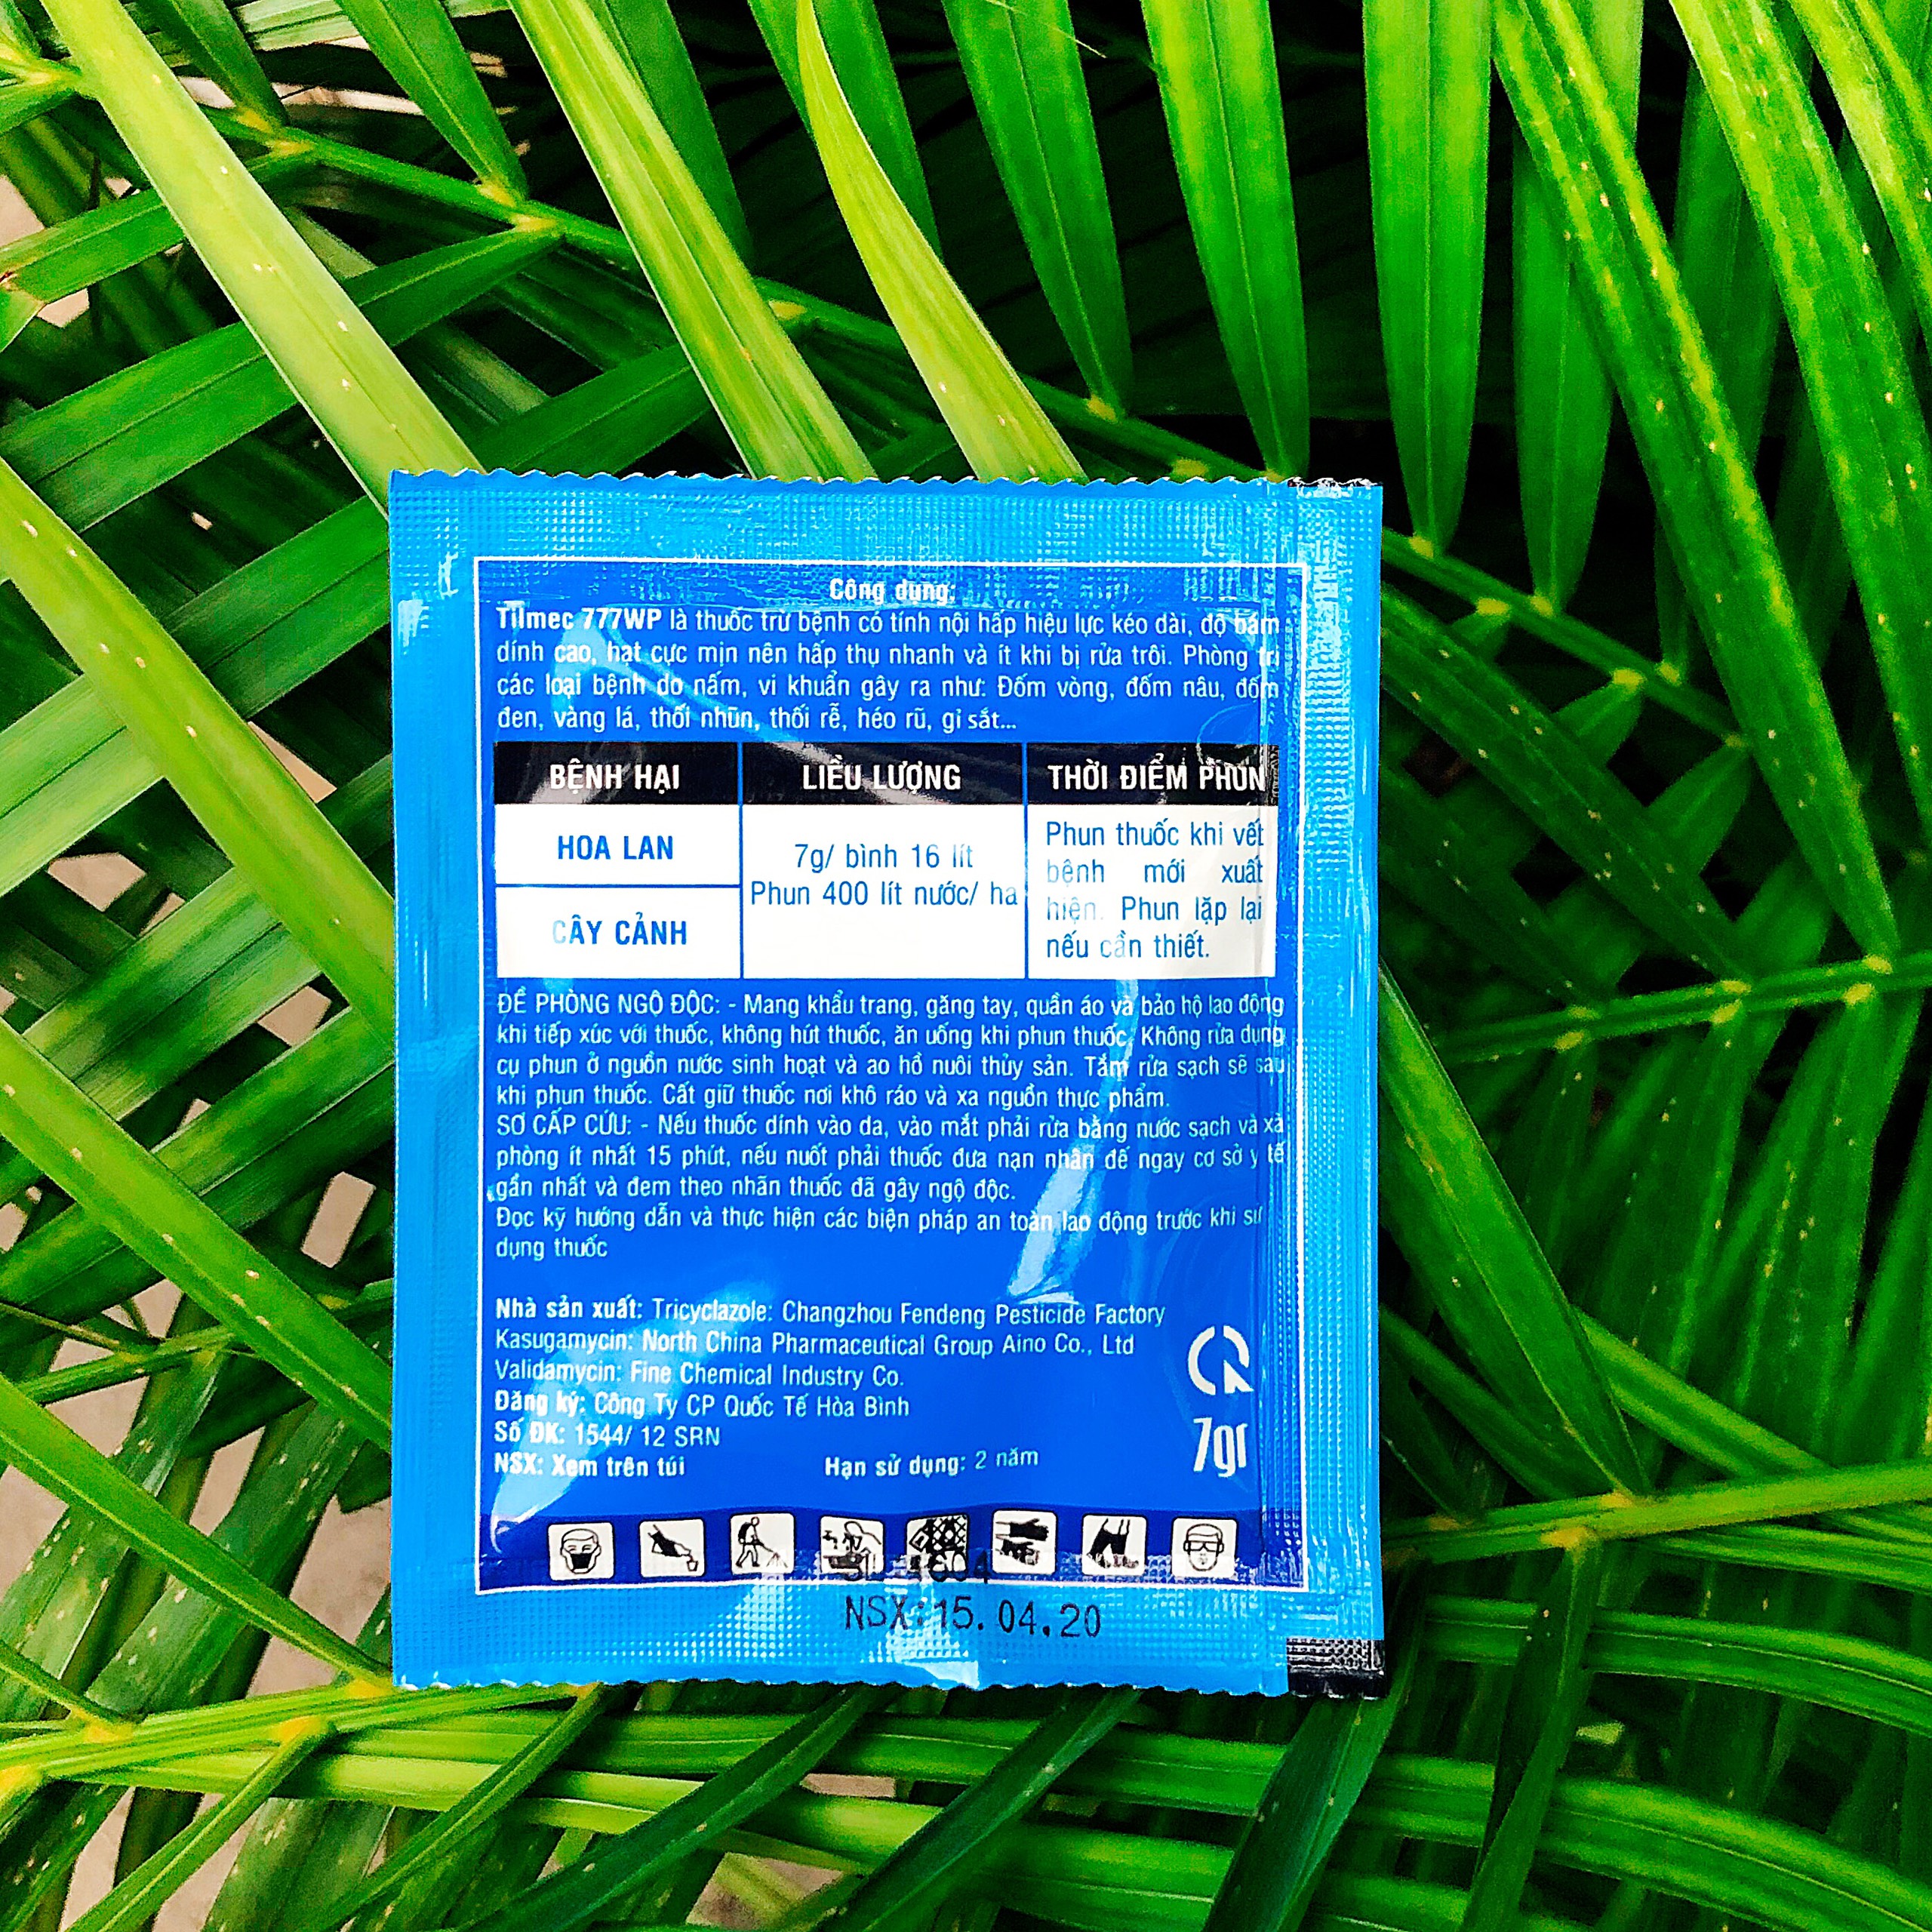 Công dụng:
Tilmec 777WP là thuốc trừ bệnh có tính nội hấp hiệu lực kéo dài, độ bám
dính cao, hạt cực mịn nên hấp thụ nhanh và ít khi bị rửa trôi. Phòng trị
các loại bệnh do nấm, vi khuẩn gây ra như: Đốm vòng, đốm nâu, đốm
đen, vàng lá, thối nhũn, thối rễ, héo rũ, gỉ sắt...
BỆNH HẠI LIỀU LƯỢNG THỜI ĐIỂM PHUN
HOA LAN
CÂY CẢNH
7g/ bình 16 lít
Phun 400 lít nước/ ha
Phun thuốc khi vết
bệnh mới xuất
hiện. Phun lặp lại
nếu cần thiết.
ĐỀ PHÒNG NGỘ ĐỘC: - Mang khẩu trang, găng tay, quần áo và bảo hộ lao động
khi tiếp xúc với thuốc, không hút thuốc, ăn uống khi phun thuốc. Không rửa dụng
cụ phun ở nguồn nước sinh hoạt và ao hồ nuôi thủy sản. Tắm rửa sạch sẽ sau
khi phun thuốc. Cất giữ thuốc nơi khô ráo và xa nguồn thực phẩm.
SƠ CẤP CỨU: - Nếu thuốc dính vào da, vào mắt phải rửa bằng nước sạch và xà
phòng ít nhất 15 phút, nếu nuốt phải thuốc đưa nạn nhân đế ngay cơ sở y tế
gần nhất và đem theo nhãn thuốc đã gây ngộ độc.
Đọc kỹ hướng dẫn và thực hiện các biện pháp an toàn lao động trước khi sử
dụng thuốc
Nhà sản xuất: Tricyclazole: Changzhou Fendeng Pesticide Factory
Kasugamycin: North China Pharmaceutical Group Aino Co., Ltd
Validamycin: Fine Chemical Industry Co.
Đăng ký: Công Ty CP Quốc Tế Hòa Bình
Số ĐK: 1544/ 12 SRN
NSX: Xem trên túi Hạn sử dụng: 2 năm
7gr
NSX:15.04.20